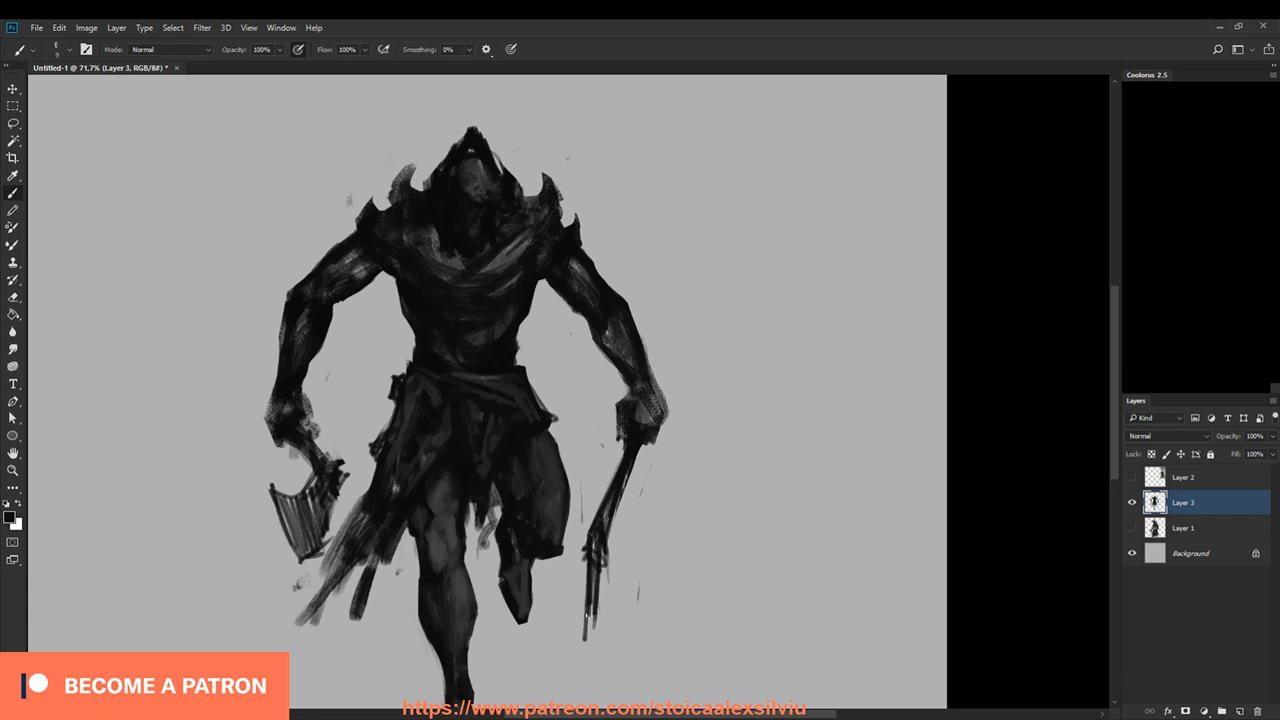 Ps File Edit Image Layer Type Select Filter 3D View Window Help
9 Mode: Normal Opacity: 100% Flow: 100% Smoothing: 0%
Untitled-1 @ 71,7% (Layer 3, RGB/8#) * ×
Coolorus 2.5
Layers
Kind
Normal Opacity: 100%
Lock: Fill: 100%
Layer 2
Layer 3
Layer 1
Background
BECOME A PATRON
https://www.patreon.com/stoicaalexsilviu